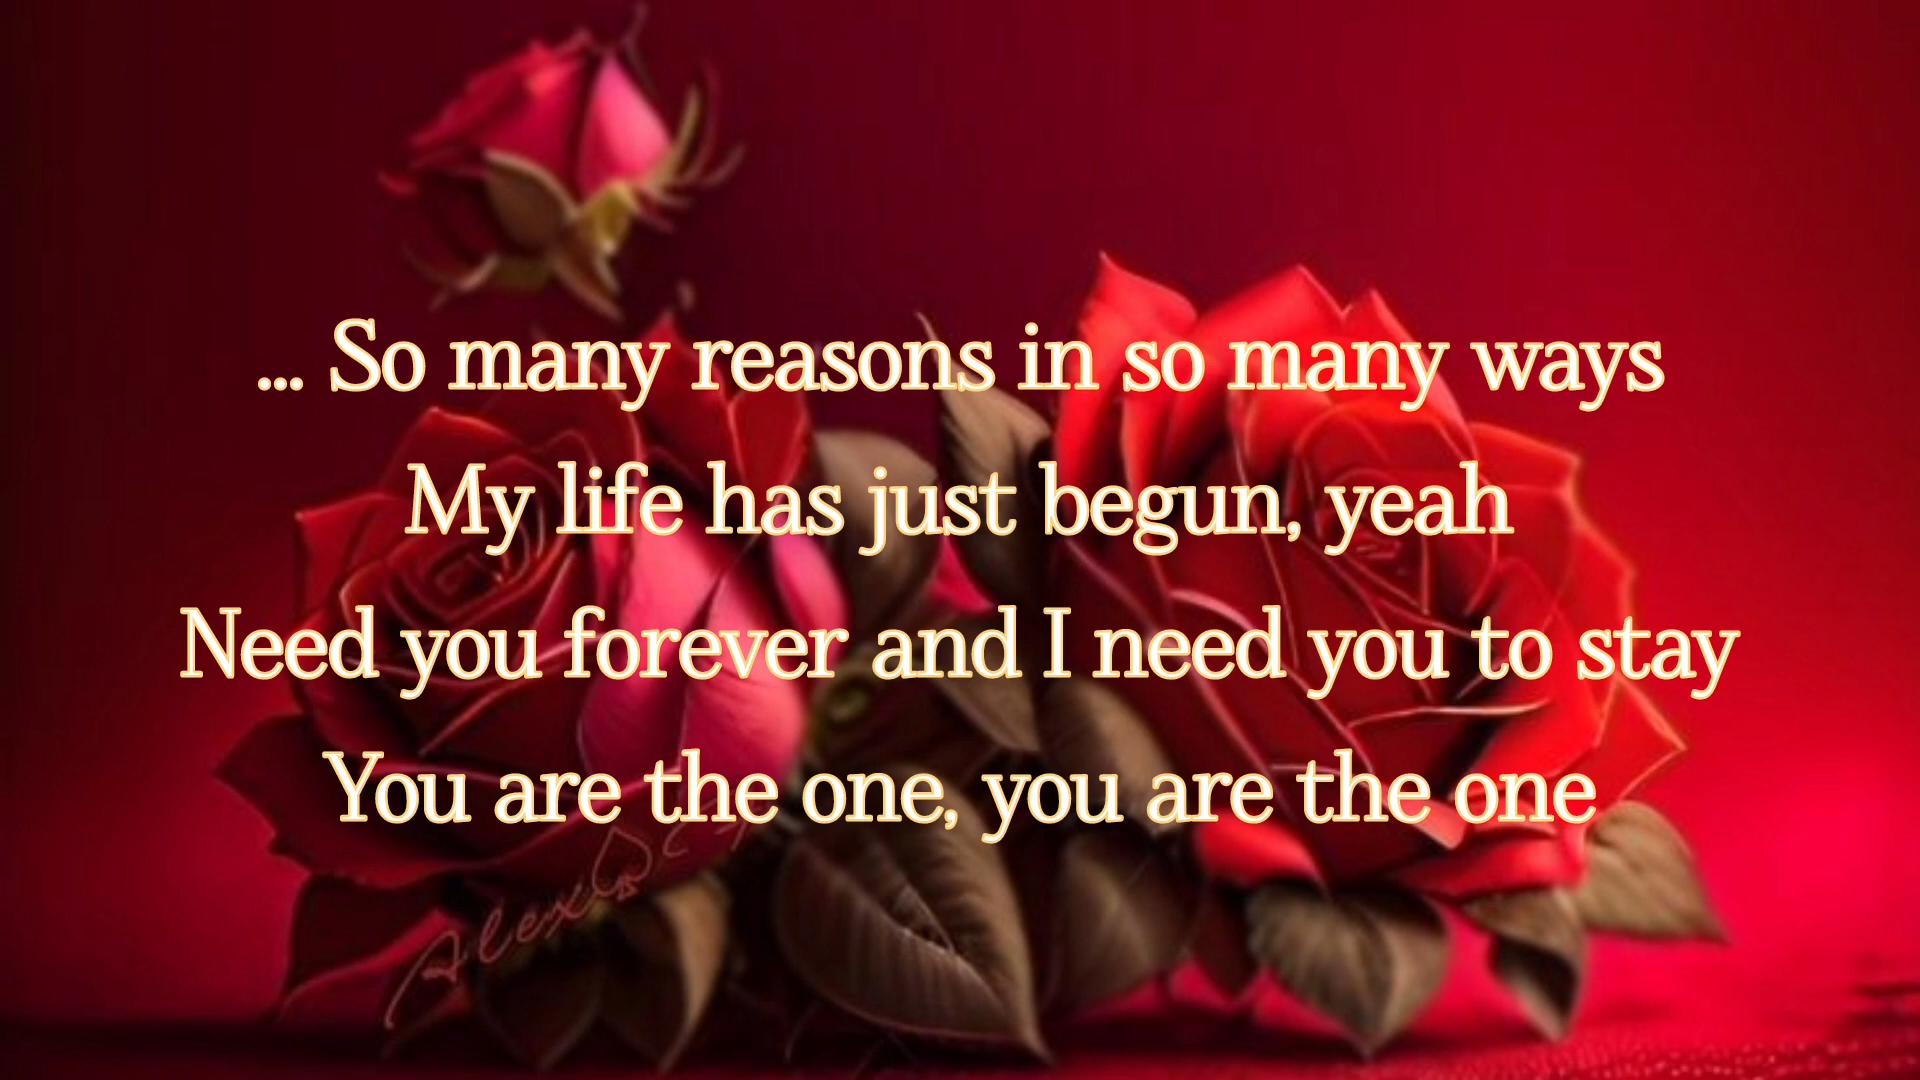 ... So many reasons in so many ways
My life has just begun, yeah
Need you forever and I need you to stay
You are the one, you are the one